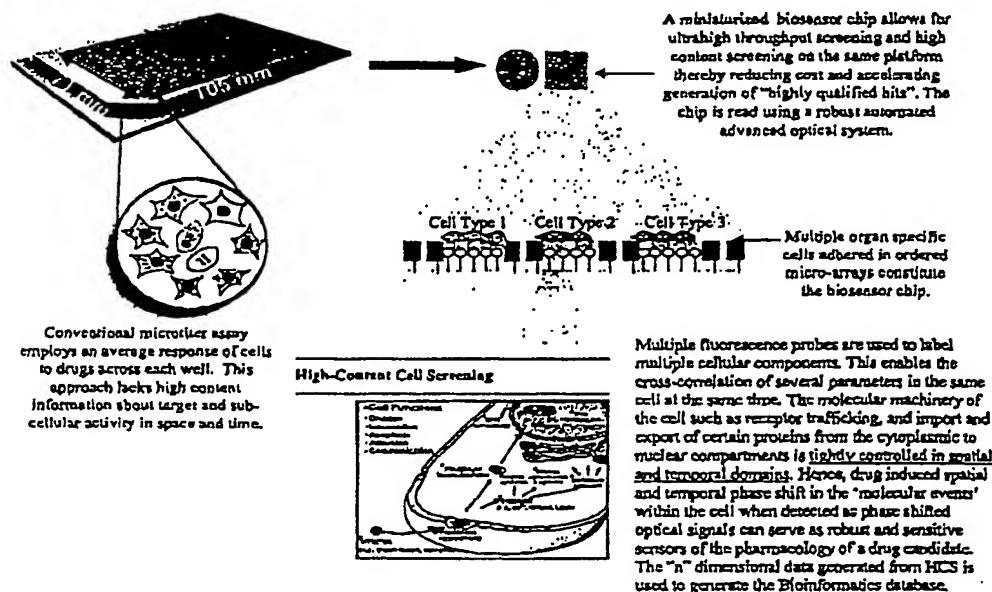 A miniaturized biosensor chip allows for
ultrahigh throughput screening and high
content screening on the same platform
thereby reducing cost and accelerating
generation of "highly qualified hits". The
chip is read using a robust automated
advanced optical system.
105 mm
Cell Type 1 Cell Type 2 Cell Type 3
Multiple organ specific
cells adhered in ordered
micro-arrays constitute
the biosensor chip.
Conventional microtiter assay
employs an average response of cells
to drugs across each well. This
approach lacks high content
information about target and sub-
cellular activity in space and time.
High-Content Cell Screening
Cell Functions
Multiple fluorescence probes are used to label
multiple cellular components. This enables the
cross-correlation of several parameters in the same
cell at the same time. The molecular machinery of
the cell such as receptor trafficking, and import and
export of certain proteins from the cytoplasmic to
nuclear compartments is tightly controlled in spatial
and temporal domains. Hence, drug induced spatial
and temporal phase shift in the 'molecular events'
within the cell when detected as phase shifted
optical signals can serve as robust and sensitive
sensors of the pharmacology of a drug candidate.
The "n" dimensional data generated from HCS is
used to generate the Bioinformatics database.